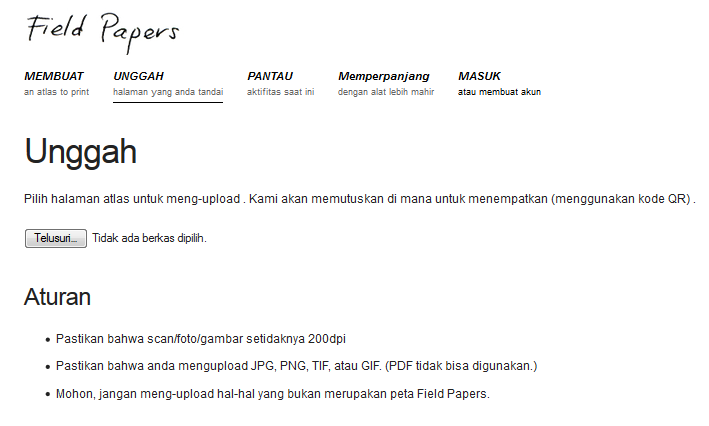 Field Papers
MEMBUAT UNGGAH PANTAU Memperpanjang MASUK
an atlas to print halaman yang anda tandai aktifitas saat ini dengan alat lebih mahir atau membuat akun
Unggah
Pilih halaman atlas untuk meng-upload . Kami akan memutuskan di mana untuk menempatkan (menggunakan kode QR) .
Telusuri... Tidak ada berkas dipilih.
Aturan
• Pastikan bahwa scan/foto/gambar setidaknya 200dpi
• Pastikan bahwa anda mengupload JPG, PNG, TIF, atau GIF. (PDF tidak bisa digunakan.)
• Mohon, jangan meng-upload hal-hal yang bukan merupakan peta Field Papers.